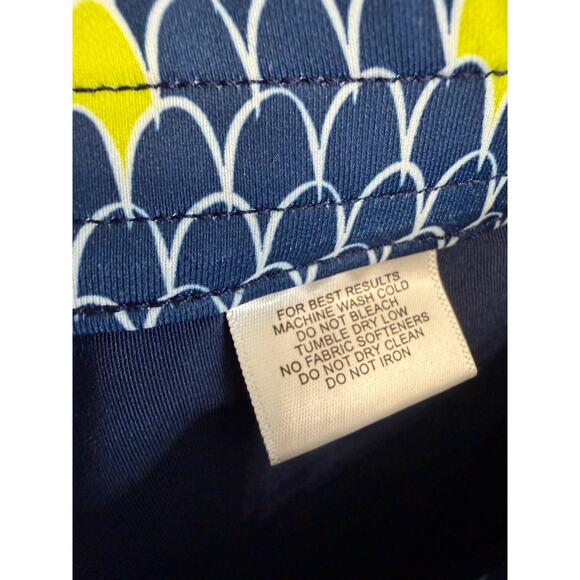 FOR BEST RESULTS
MACHINE WASH COLD
DO NOT BLEACH
TUMBLE DRY LOW
NO FABRIC SOFTENERS
DO NOT DRY CLEAN
DO NOT IRON